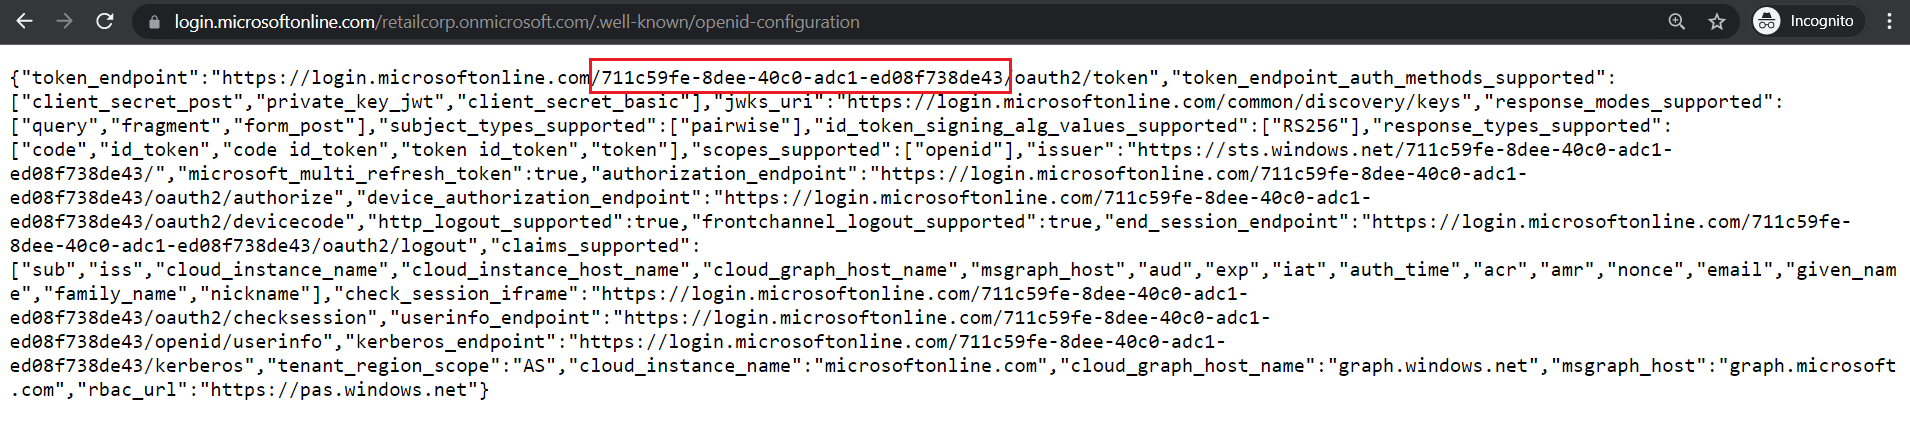 login.microsoftonline.com/retailcorp.onmicrosoft.com/.well-known/openid-configuration
Incognito
{"token_endpoint":"https://login.microsoftonline.com/711c59fe-8dee-40c0-adc1-ed08f738de43/oauth2/token","token_endpoint_auth_methods_supported":
["client_secret_post","private_key_jwt","client_secret_basic"],"jwks_uri":"https://login.microsoftonline.com/common/discovery/keys","response_modes_supported":
["query","fragment","form_post"],"subject_types_supported":["pairwise"],"id_token_signing_alg_values_supported":["RS256"],"response_types_supported":
["code","id_token","code id_token","token id_token","token"],"scopes_supported":["openid"],"issuer":"https://sts.windows.net/711c59fe-8dee-40c0-adc1-
ed08f738de43/","microsoft_multi_refresh_token":true,"authorization_endpoint":"https://login.microsoftonline.com/711c59fe-8dee-40c0-adc1-
ed08f738de43/oauth2/authorize","device_authorization_endpoint":"https://login.microsoftonline.com/711c59fe-8dee-40c0-adc1-
ed08f738de43/oauth2/devicecode","http_logout_supported":true,"frontchannel_logout_supported":true,"end_session_endpoint":"https://login.microsoftonline.com/711c59fe-
8dee-40c0-adc1-ed08f738de43/oauth2/logout","claims_supported":
["sub","iss","cloud_instance_name","cloud_instance_host_name","cloud_graph_host_name","msgraph_host","aud","exp","iat","auth_time","acr","amr","nonce","email","given_nam
e","family_name","nickname"],"check_session_iframe":"https://login.microsoftonline.com/711c59fe-8dee-40c0-adc1-
ed08f738de43/oauth2/checksession","userinfo_endpoint":"https://login.microsoftonline.com/711c59fe-8dee-40c0-adc1-
ed08f738de43/openid/userinfo","kerberos_endpoint":"https://login.microsoftonline.com/711c59fe-8dee-40c0-adc1-
ed08f738de43/kerberos","tenant_region_scope":"AS","cloud_instance_name":"microsoftonline.com","cloud_graph_host_name":"graph.windows.net","msgraph_host":"graph.microsoft
.com","rbac_url":"https://pas.windows.net"}